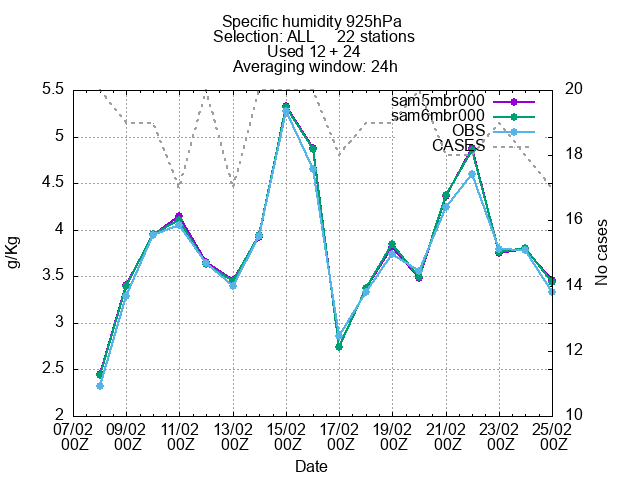 Specific humidity 925hPa
Selection: ALL 22 stations
Used 12 + 24
Averaging window: 24h
5.5
5
4.5
4
3.5
3
2.5
2
g/Kg
20
18
16
14
12
10
No cases
sam5mbr000
sam6mbr000
OBS
CASES
07/02 09/02 11/02 13/02 15/02 17/02 19/02 21/02 23/02 25/02
00Z 00Z 00Z 00Z 00Z 00Z 00Z 00Z 00Z 00Z
Date